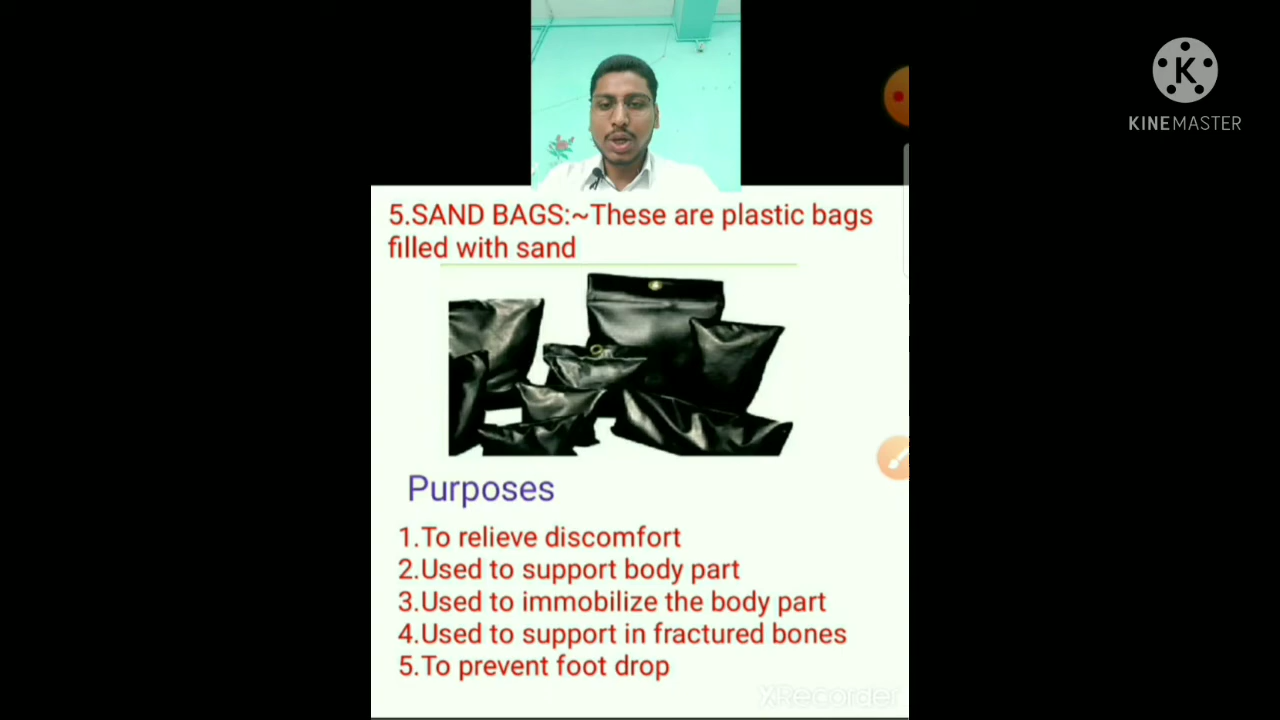 KINEMASTER
5.SAND BAGS:~These are plastic bags
filled with sand
Purposes
1.To relieve discomfort
2.Used to support body part
3.Used to immobilize the body part
4.Used to support in fractured bones
5.To prevent foot drop
XRecorder